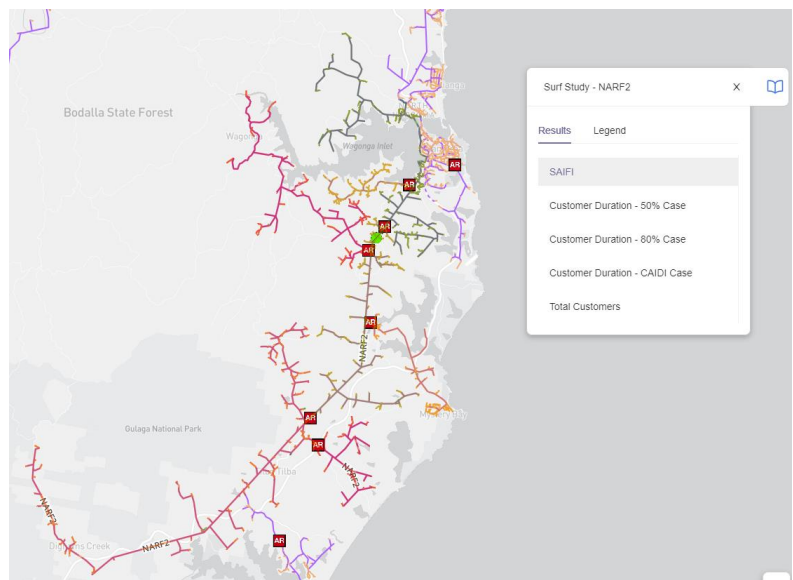 Surf Study - NARF2
X
Results
Legend
SAIFI
Customer Duration - 50% Case
Customer Duration - 80% Case
Customer Duration - CAIDI Case
Total Customers
Bodalla State Forest
Wagonga
Wagonga Inlet
AR
AR
AR
AR
AR
NARF2
AR
Gulaga National Park
AR
NARF2
Tilba
NARF2
NARF2
AR